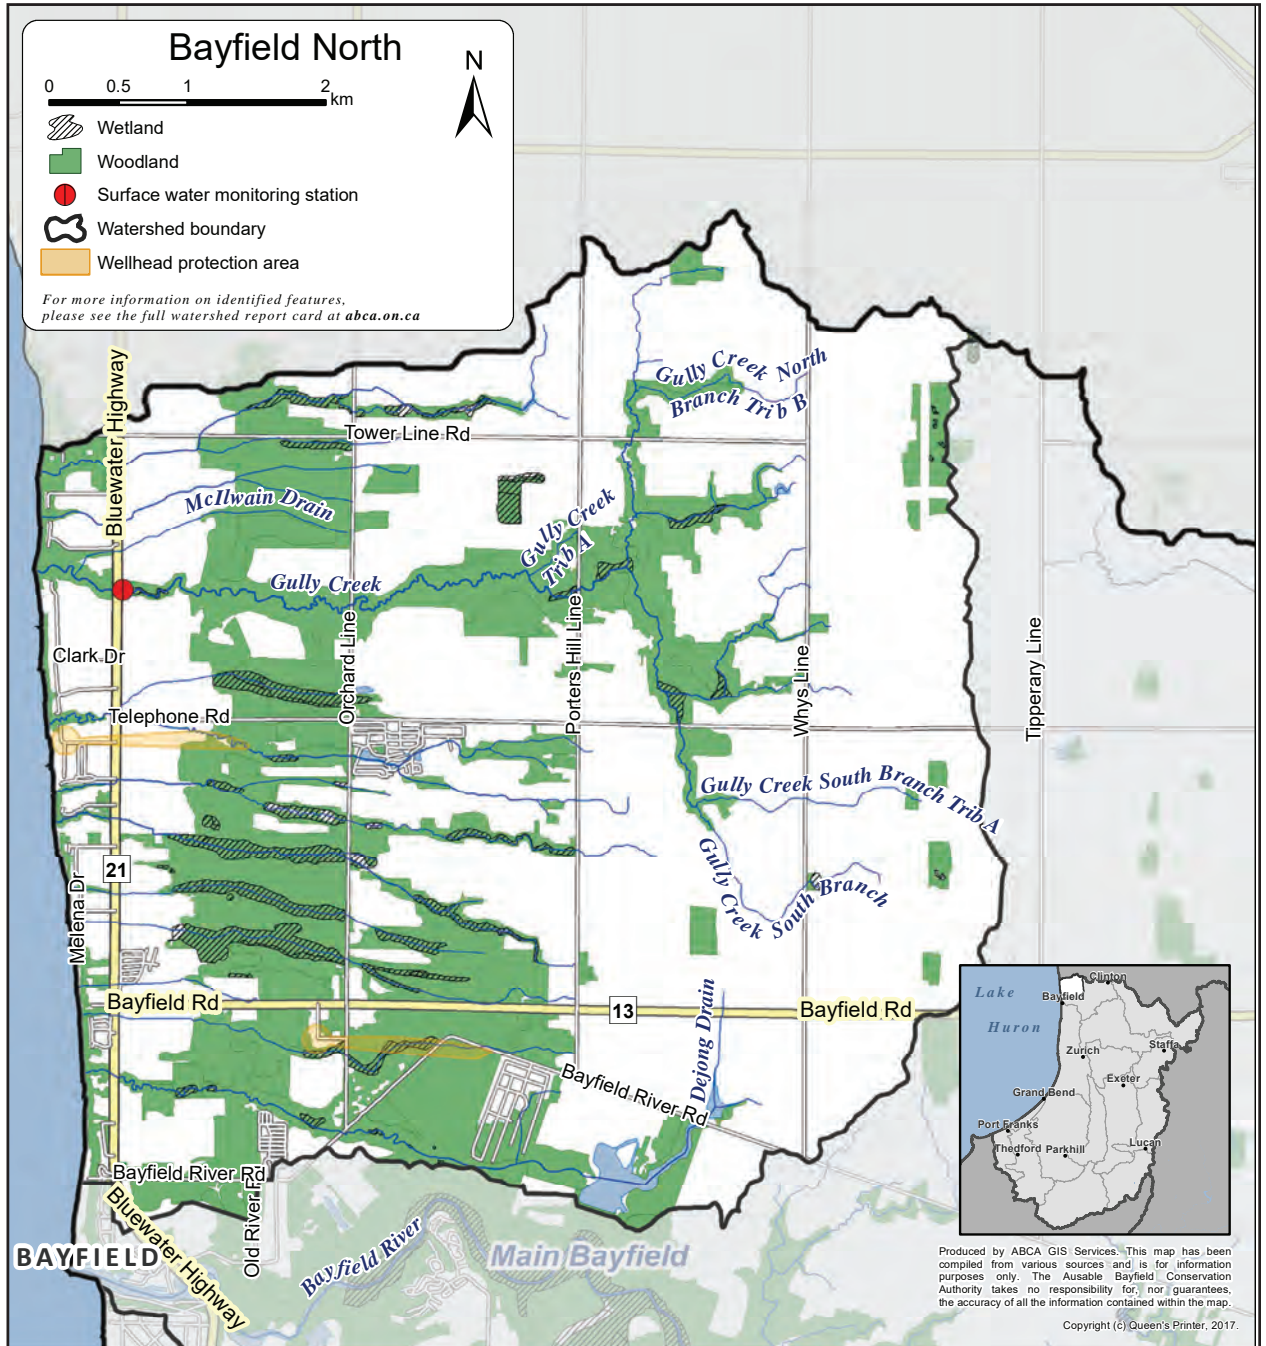 Bayfield North
0 0.5 1 2
km
N
Wetland
Woodland
Surface water monitoring station
Watershed boundary
Wellhead protection area
For more information on identified features,
please see the full watershed report card at abca.on.ca
Bluewater Highway
Gully Creek North
Branch Trib B
Tower Line Rd
McIlwain Drain
Gully Creek
Trib A
Gully Creek
Clark Dr
Orchard Line
Porters Hill Line
Whys Line
Tipperary Line
Telephone Rd
Gully Creek South Branch Trib A
21
Melena Dr
Gully Creek South Branch
Bayfield Rd
13
Bayfield Rd
Dejong Drain
Bayfield River Rd
Bayfield River Rd
Old River Rd
Bluewater Highway
BAYFIELD
Bayfield River
Main Bayfield
Lake
Huron
Clinton
Bayfield
Zurich
Staffa
Exeter
Grand Bend
Port Franks
Thedford
Parkhill
Lucan
Produced by ABCA GIS Services. This map has been
compiled from various sources and is for information
purposes only. The Ausable Bayfield Conservation
Authority takes no responsibility for, nor guarantees,
the accuracy of all the information contained within the map.
Copyright (c) Queen's Printer, 2017.